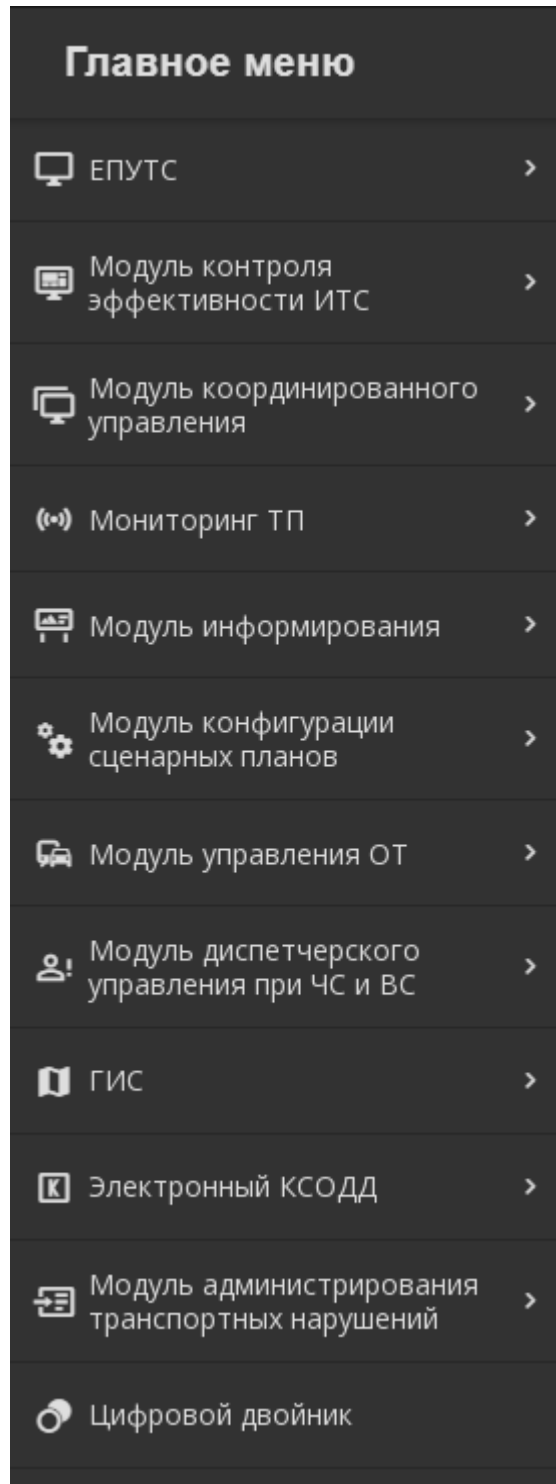 Главное меню
ЕПУТС
Модуль контроля
эффективности ИТС
Модуль координированного
управления
Мониторинг ТП
Модуль информирования
Модуль конфигурации
сценарных планов
Модуль управления ОТ
Модуль диспетчерского
управления при ЧС и ВС
ГИС
К Электронный КСОДД
Модуль администрирования
транспортных нарушений
Цифровой двойник